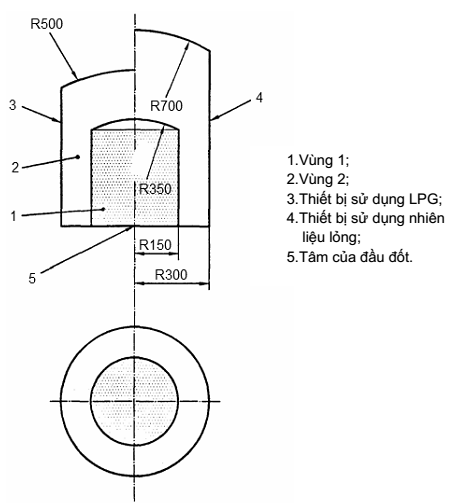 R500
3
R700
4
2
1.Vùng 1;
2.Vùng 2;
R350
3.Thiết bị sử dụng LPG;
1
4.Thiết bị sử dụng nhiên
liệu lỏng;
R150
5.Tâm của đầu đốt.
5
R300